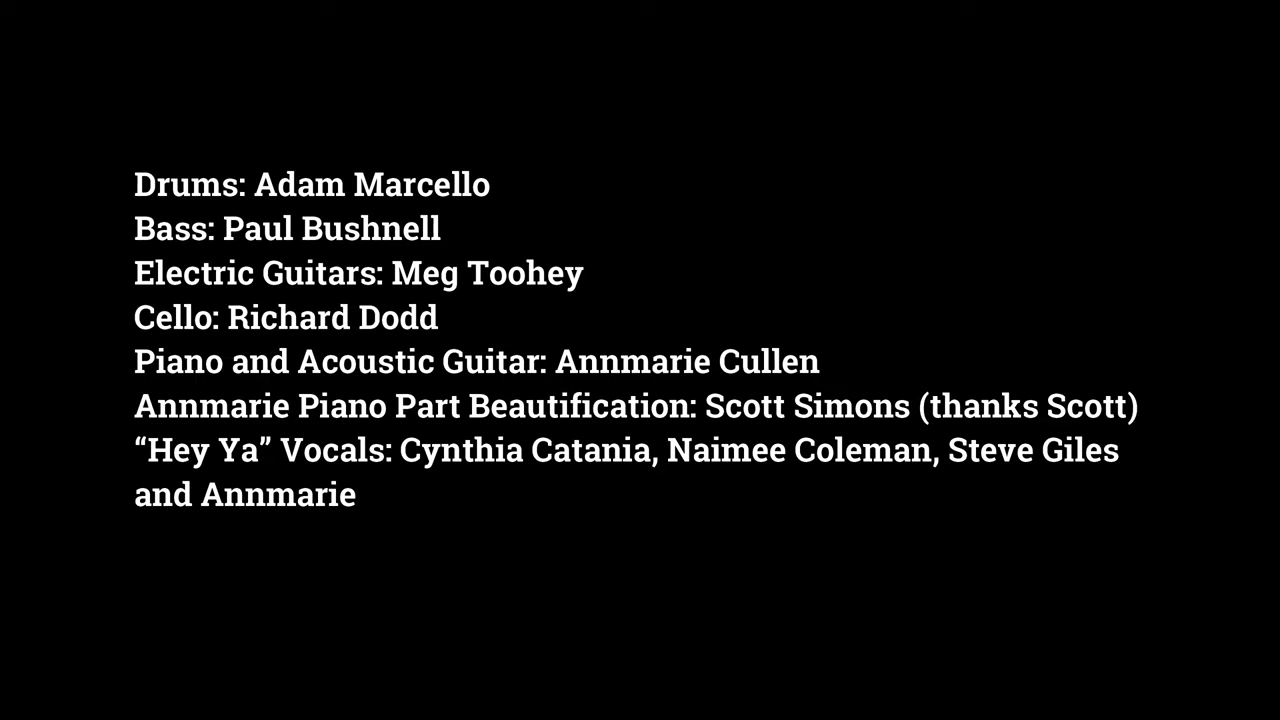 Drums: Adam Marcello
Bass: Paul Bushnell
Electric Guitars: Meg Toohey
Cello: Richard Dodd
Piano and Acoustic Guitar: Annmarie Cullen
Annmarie Piano Part Beautification: Scott Simons (thanks Scott)
“Hey Ya” Vocals: Cynthia Catania, Naimee Coleman, Steve Giles
and Annmarie